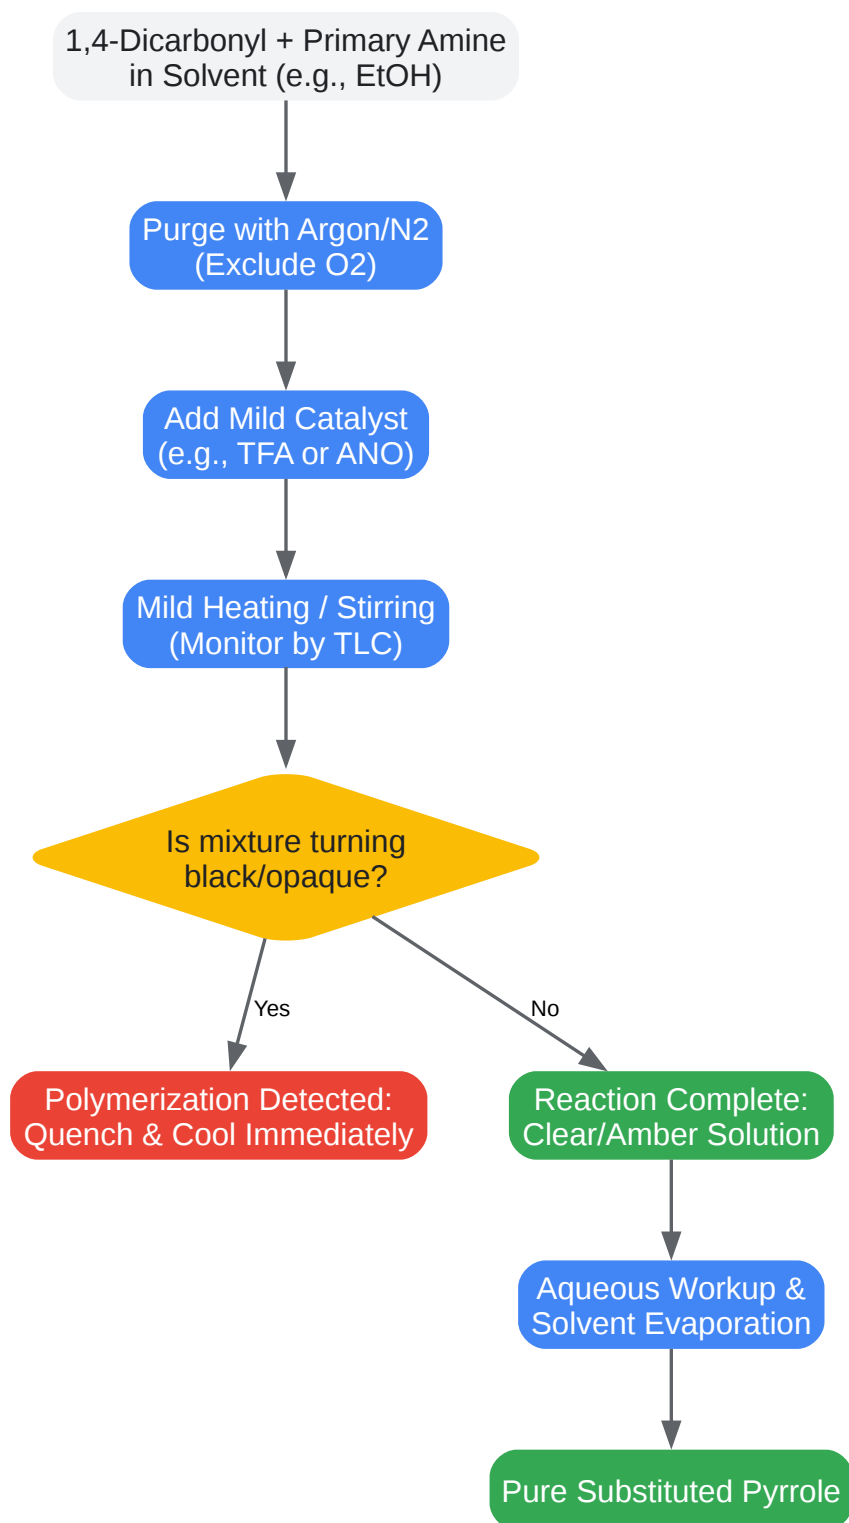 1,4-Dicarbonyl + Primary Amine
in Solvent (e.g., EtOH)
Purge with Argon/N2
(Exclude O2)
Add Mild Catalyst
(e.g., TFA or ANO)
Mild Heating / Stirring
(Monitor by TLC)
Is mixture turning
black/opaque?
Yes
No
Polymerization Detected:
Quench & Cool Immediately
Reaction Complete:
Clear/Amber Solution
Aqueous Workup &
Solvent Evaporation
Pure Substituted Pyrrole